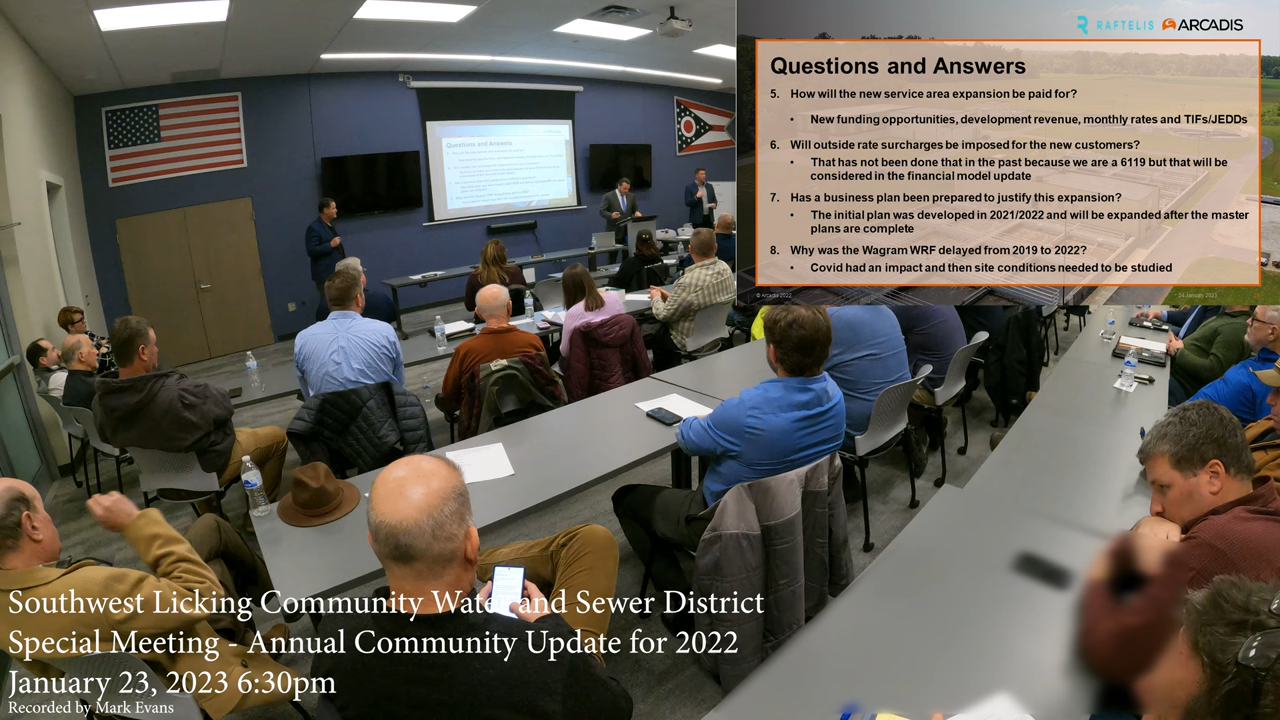 RAFTELIS ARCADIS
Questions and Answers
5. How will the new service area expansion be paid for?
• New funding opportunities, development revenue, monthly rates and TIFs/JEDDs
6. Will outside rate surcharges be imposed for the new customers?
• That has not been done that in the past because we are a 6119 but that will be
considered in the financial model update
7. Has a business plan been prepared to justify this expansion?
• The initial plan was developed in 2021/2022 and will be expanded after the master
plans are complete
8. Why was the Wagram WRF delayed from 2019 to 2022?
• Covid had an impact and then site conditions needed to be studied
© Arcadis 2022
24 January 2023
Questions and Answers
Southwest Licking Community Water and Sewer District
Special Meeting - Annual Community Update for 2022
January 23, 2023 6:30pm
Recorded by Mark Evans